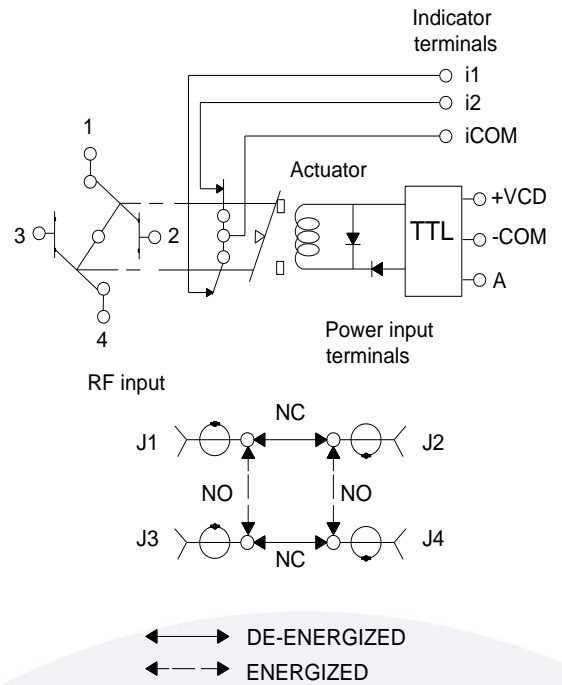 Indicator
terminals
i1
i2
iCOM
1
Actuator
+VCD
TTL
-COM
3
2
A
4
Power input
terminals
RF input
NC
J1
J2
NO
NO
J3
J4
NC
DE-ENERGIZED
ENERGIZED